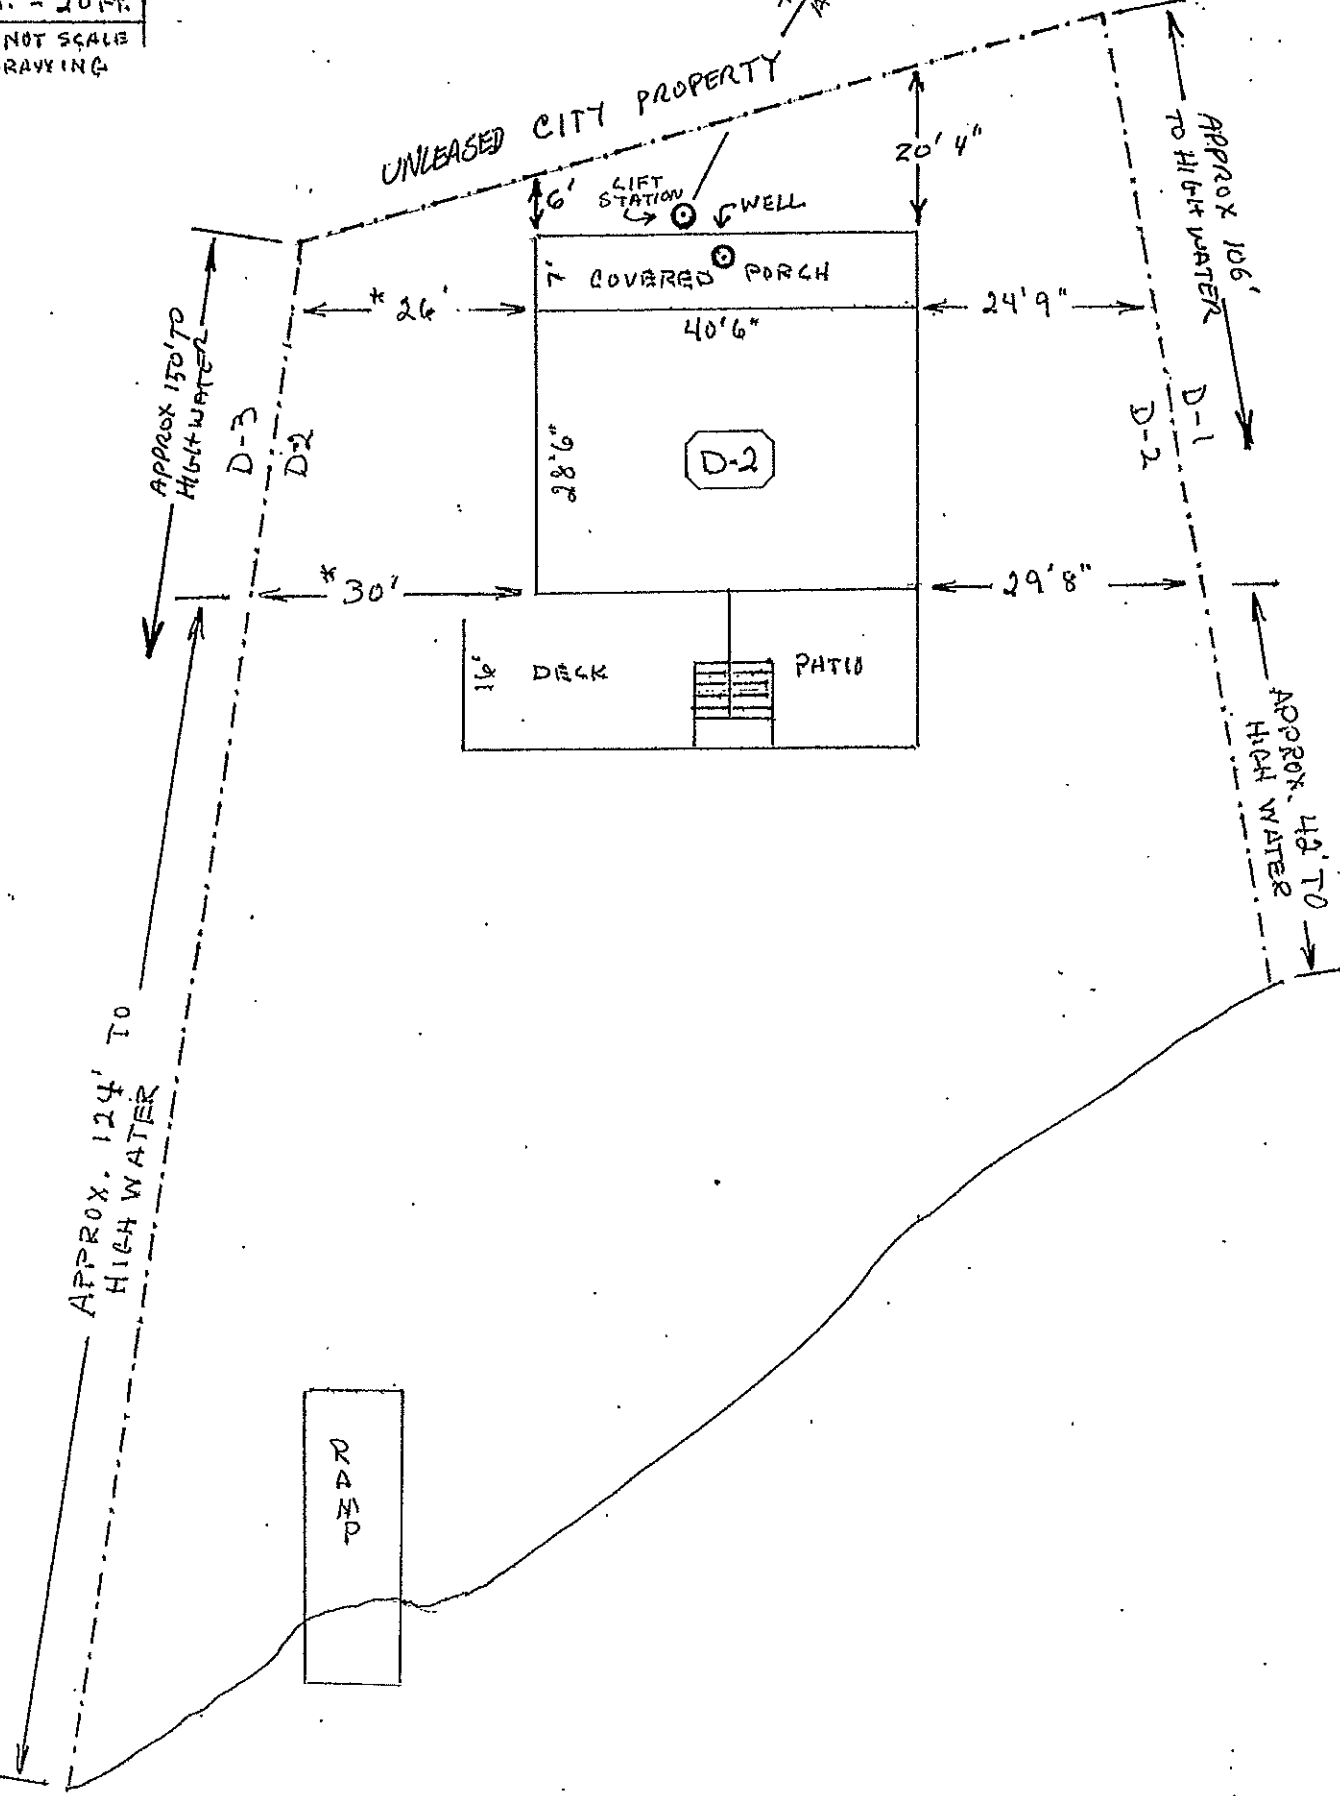 20 FT.
NOT SCALE
UNLEASED CITY PROPERTY
20' 4"
6'
LIFT
STATION
WELL
7'
COVERED PORCH
* 26'
40'6"
24'9"
APPROX 106'
TO HIGH WATER
APPROX 150' TO
HIGH WATER
D-3
D-2
28'6"
D-2
D-1
D-2
* 30'
29'8"
16'
DECK
PATIO
APPROX. 42' TO
HIGH WATER
APPROX. 124' TO
HIGH WATER
RAMP